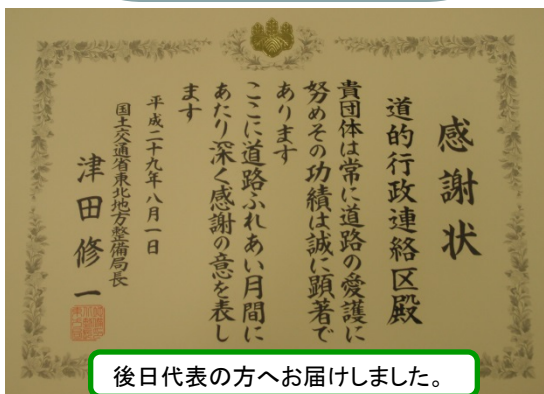 感謝状
道的行政連絡区殿
貴団体は常に道路の愛護に
努めその功績は誠に顕著で
あります
ここに道路ふれあい月間に
あたり深く感謝の意を表し
ます
平成二十九年八月一日
国土交通省東北地方整備局長
津田修一
後日代表の方へお届けしました。